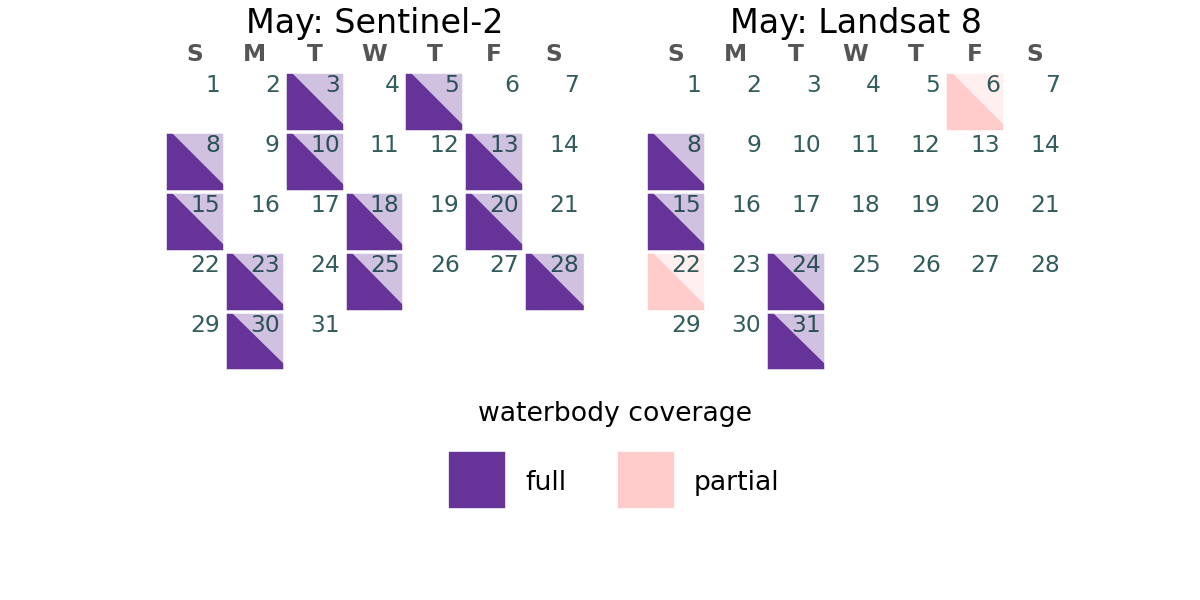 May: Sentinel-2
S M T W T F S
1 2 3 4 5 6 7
8 9 10 11 12 13 14
15 16 17 18 19 20 21
22 23 24 25 26 27 28
29 30 31
May: Landsat 8
S M T W T F S
1 2 3 4 5 6 7
8 9 10 11 12 13 14
15 16 17 18 19 20 21
22 23 24 25 26 27 28
29 30 31
waterbody coverage
full partial